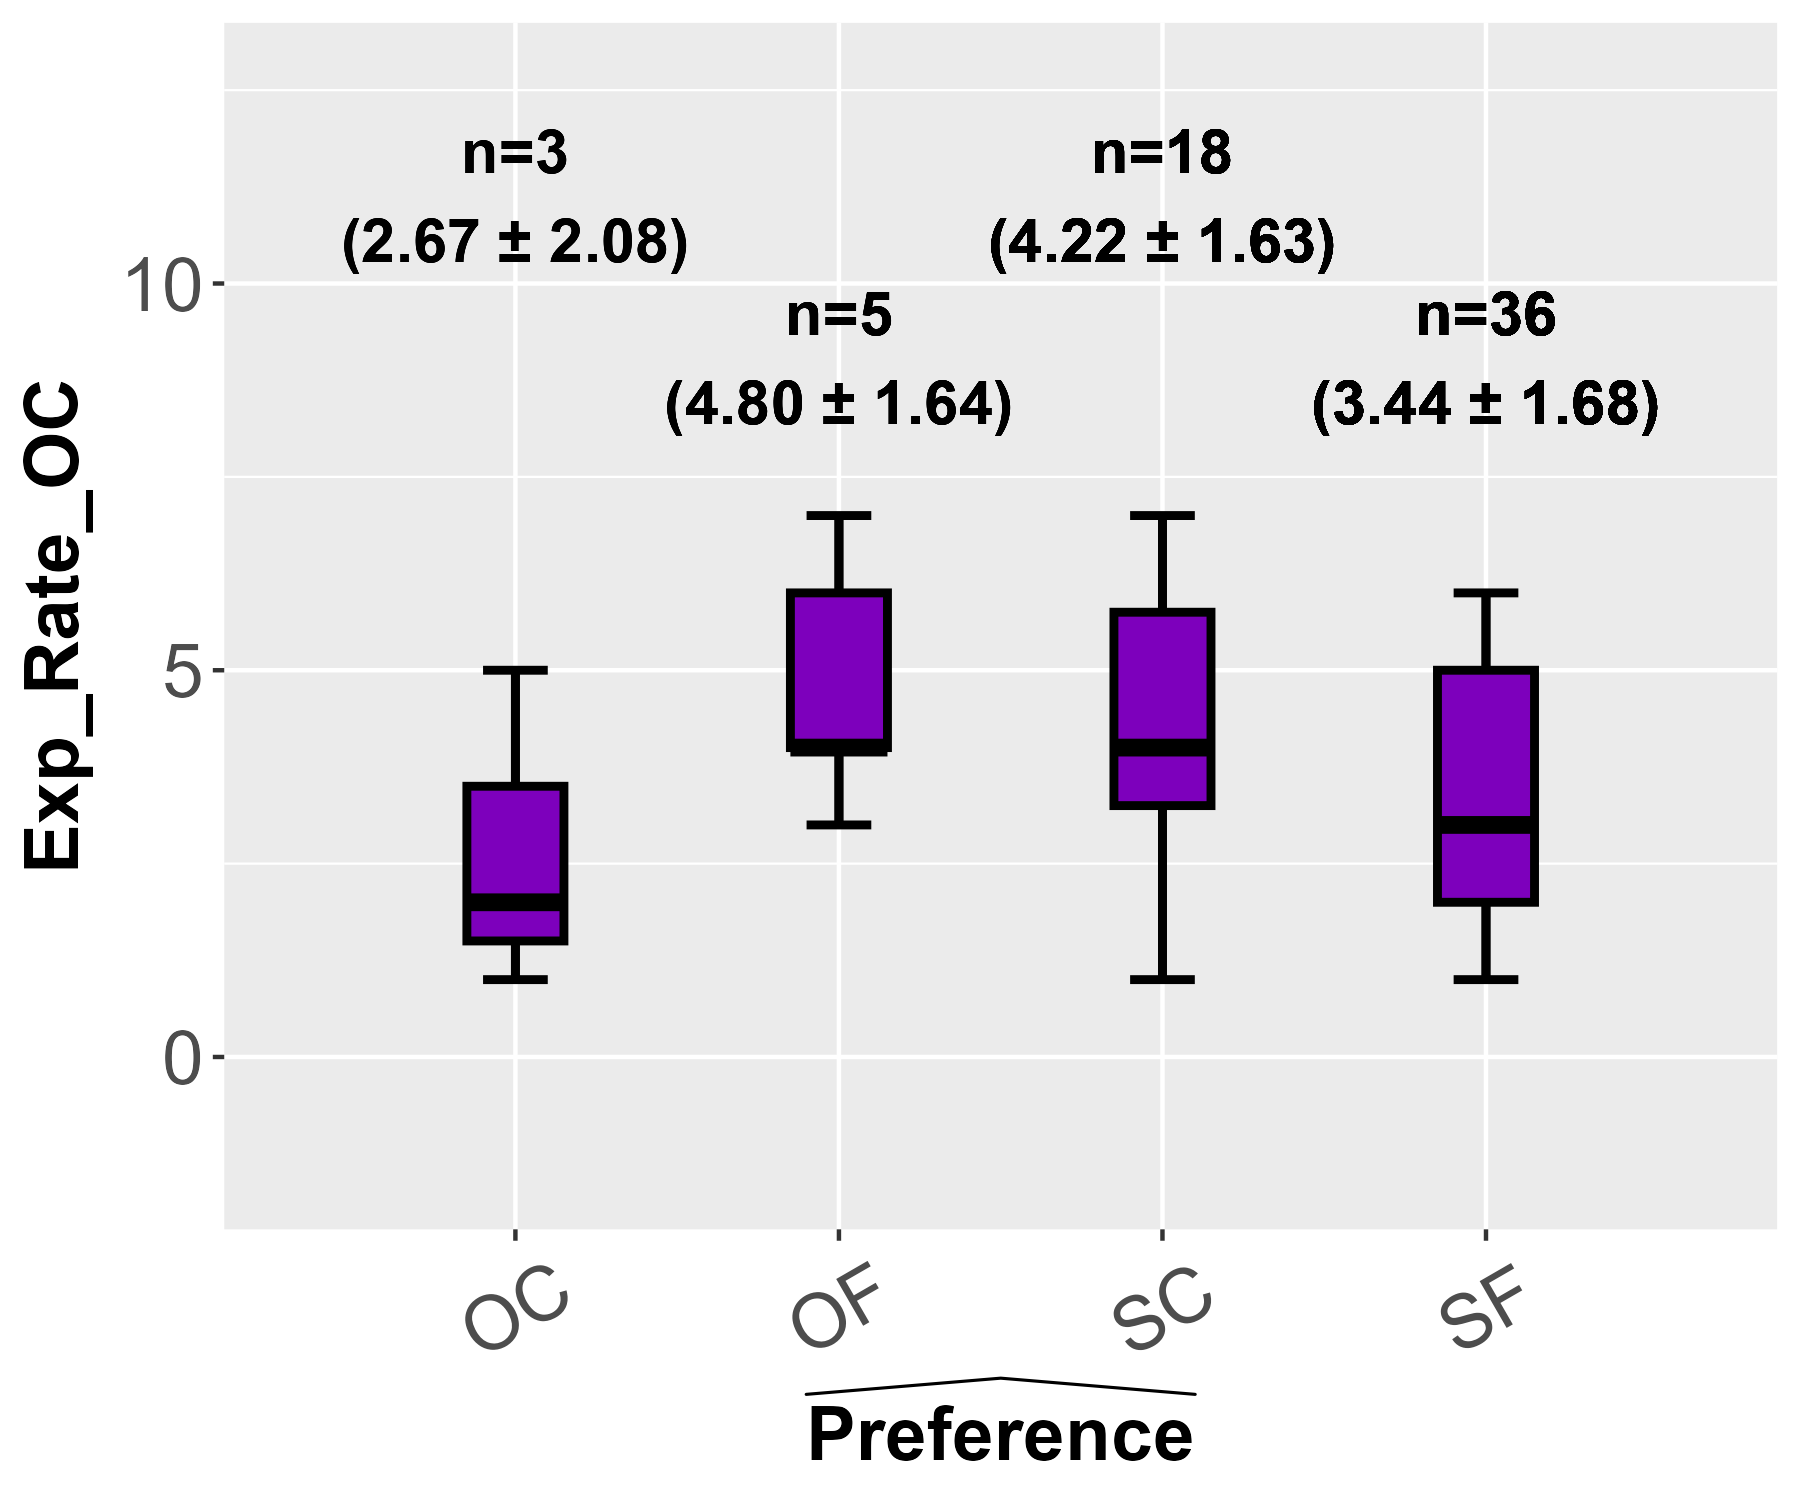 Exp_Rate_OC
10
5
0
n=3
(2.67 ± 2.08)
n=5
(4.80 ± 1.64)
n=18
(4.22 ± 1.63)
n=36
(3.44 ± 1.68)
OC
OF
SC
SF
Preference